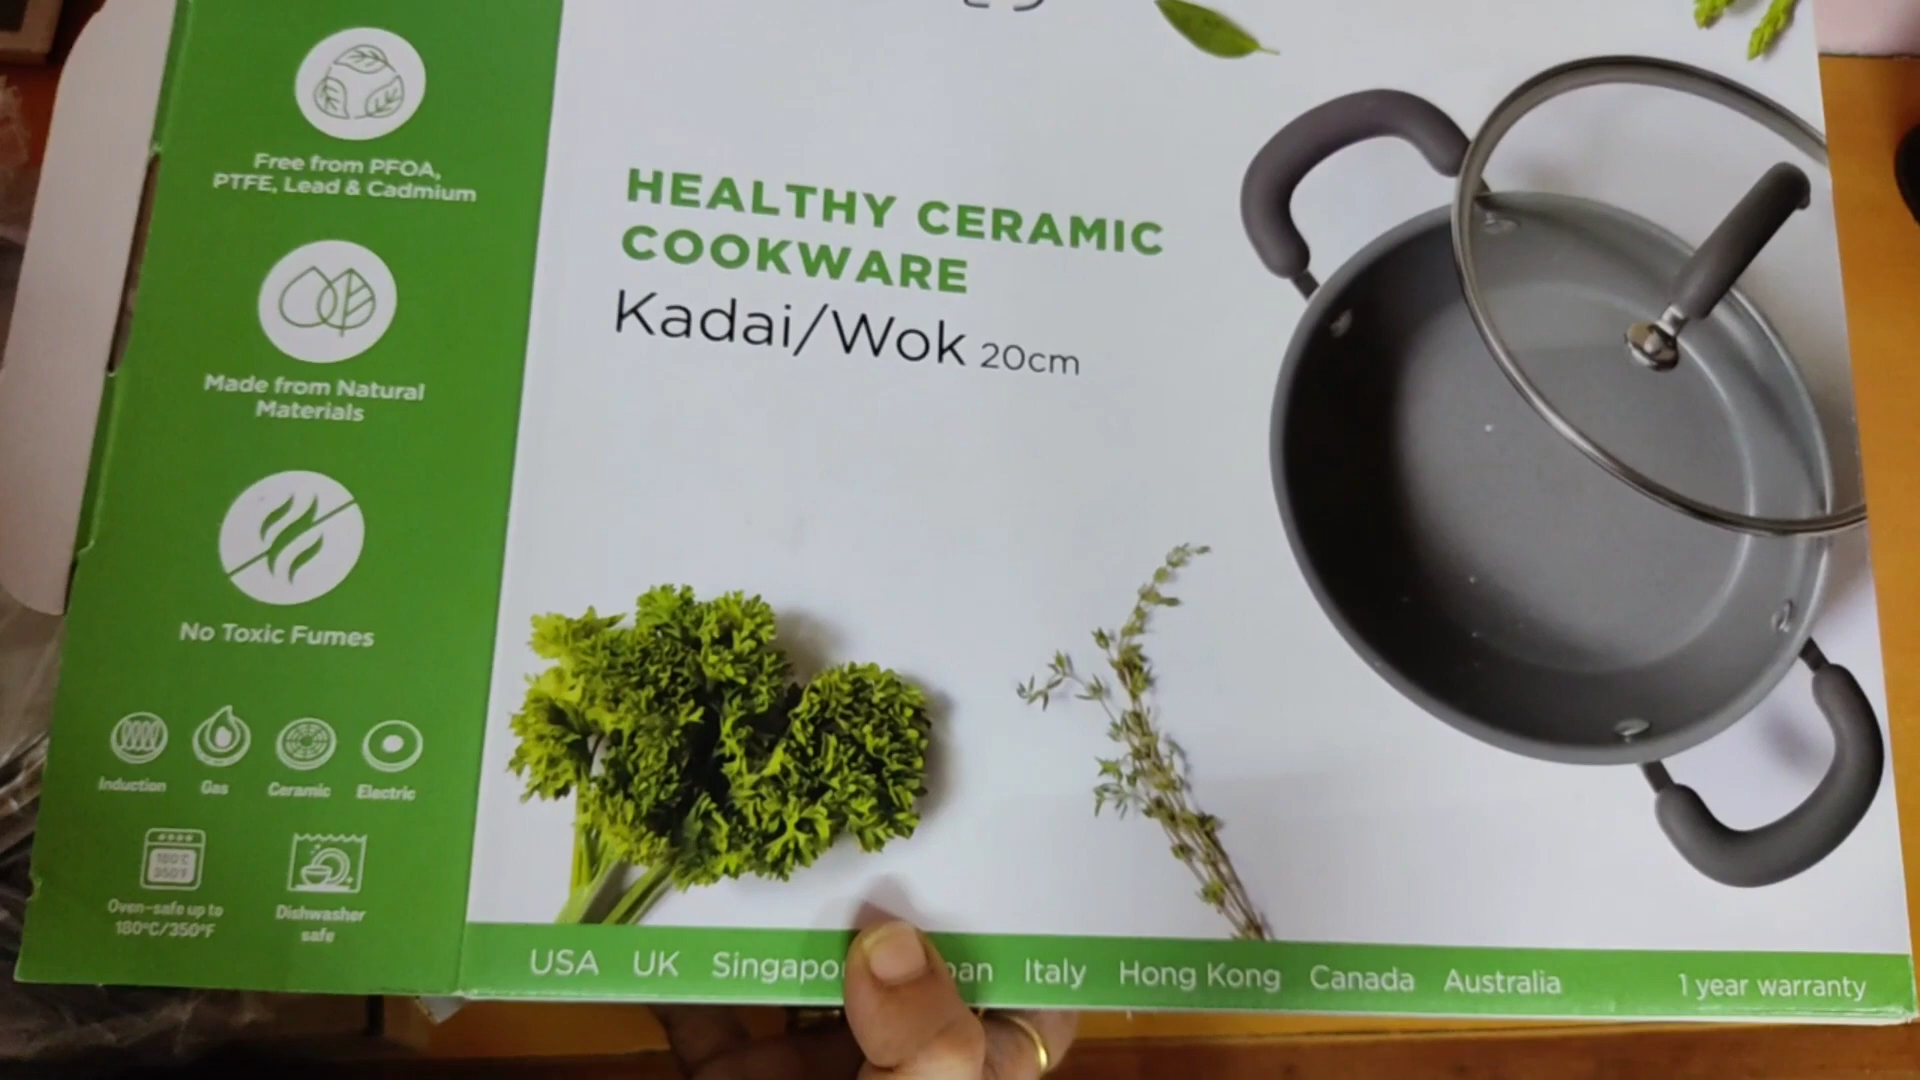 Free from PFOA,
PTFE, Lead & Cadmium
Made from Natural
Materials
No Toxic Fumes
Induction Gas Ceramic Electric
180°C
350°F
Oven-safe up to
180°C/350°F
Dishwasher
safe
HEALTHY CERAMIC
COOKWARE
Kadai/Wok 20cm
USA UK Italy Hong Kong Canada Australia 1 year warranty